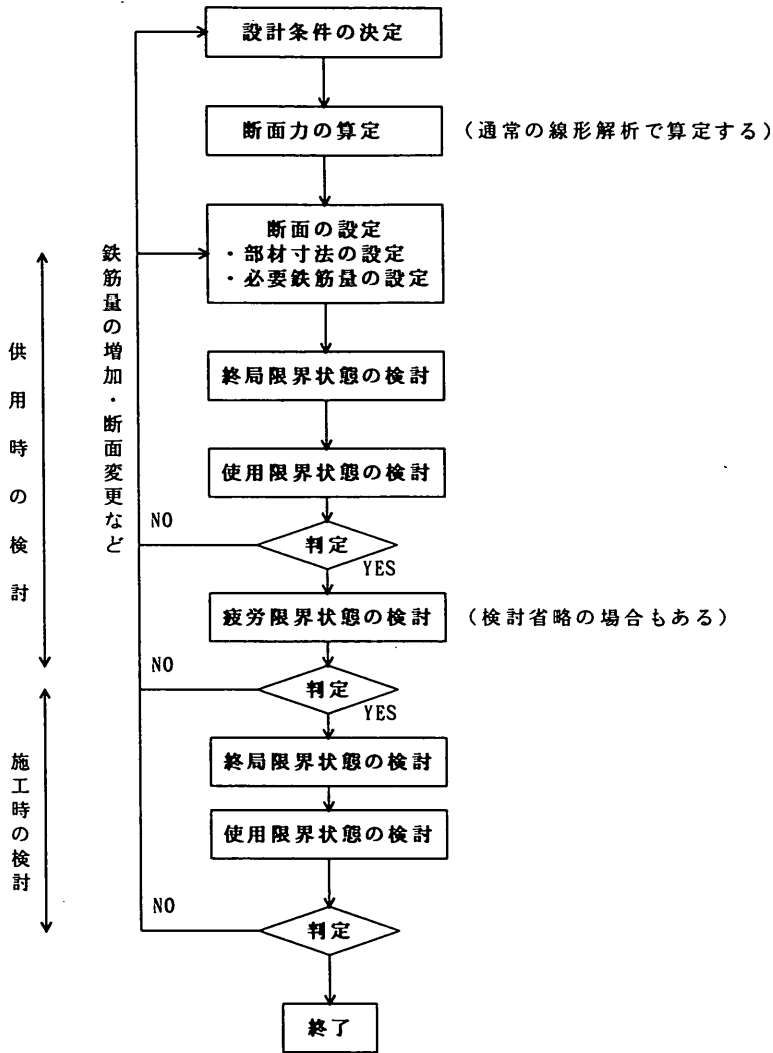 設計条件の決定
断面力の算定
(通常の線形解析で算定する)
断面の設定
・部材寸法の設定
・必要鉄筋量の設定
鉄筋量の増加・断面変更など
供用時の検討
終局限界状態の検討
使用限界状態の検討
NO
判定
YES
疲労限界状態の検討
(検討省略の場合もある)
NO
判定
YES
施工時の検討
終局限界状態の検討
使用限界状態の検討
NO
判定
終了